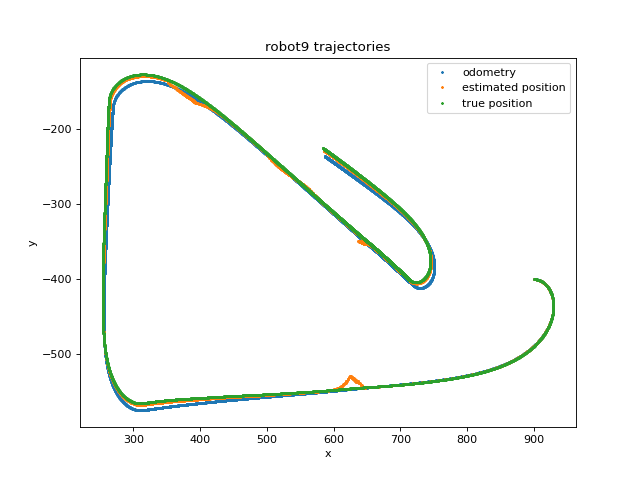 robot9 trajectories
odometry
estimated position
true position
−200
−300
−400
−500
y
300
400
500
600
700
800
900
x